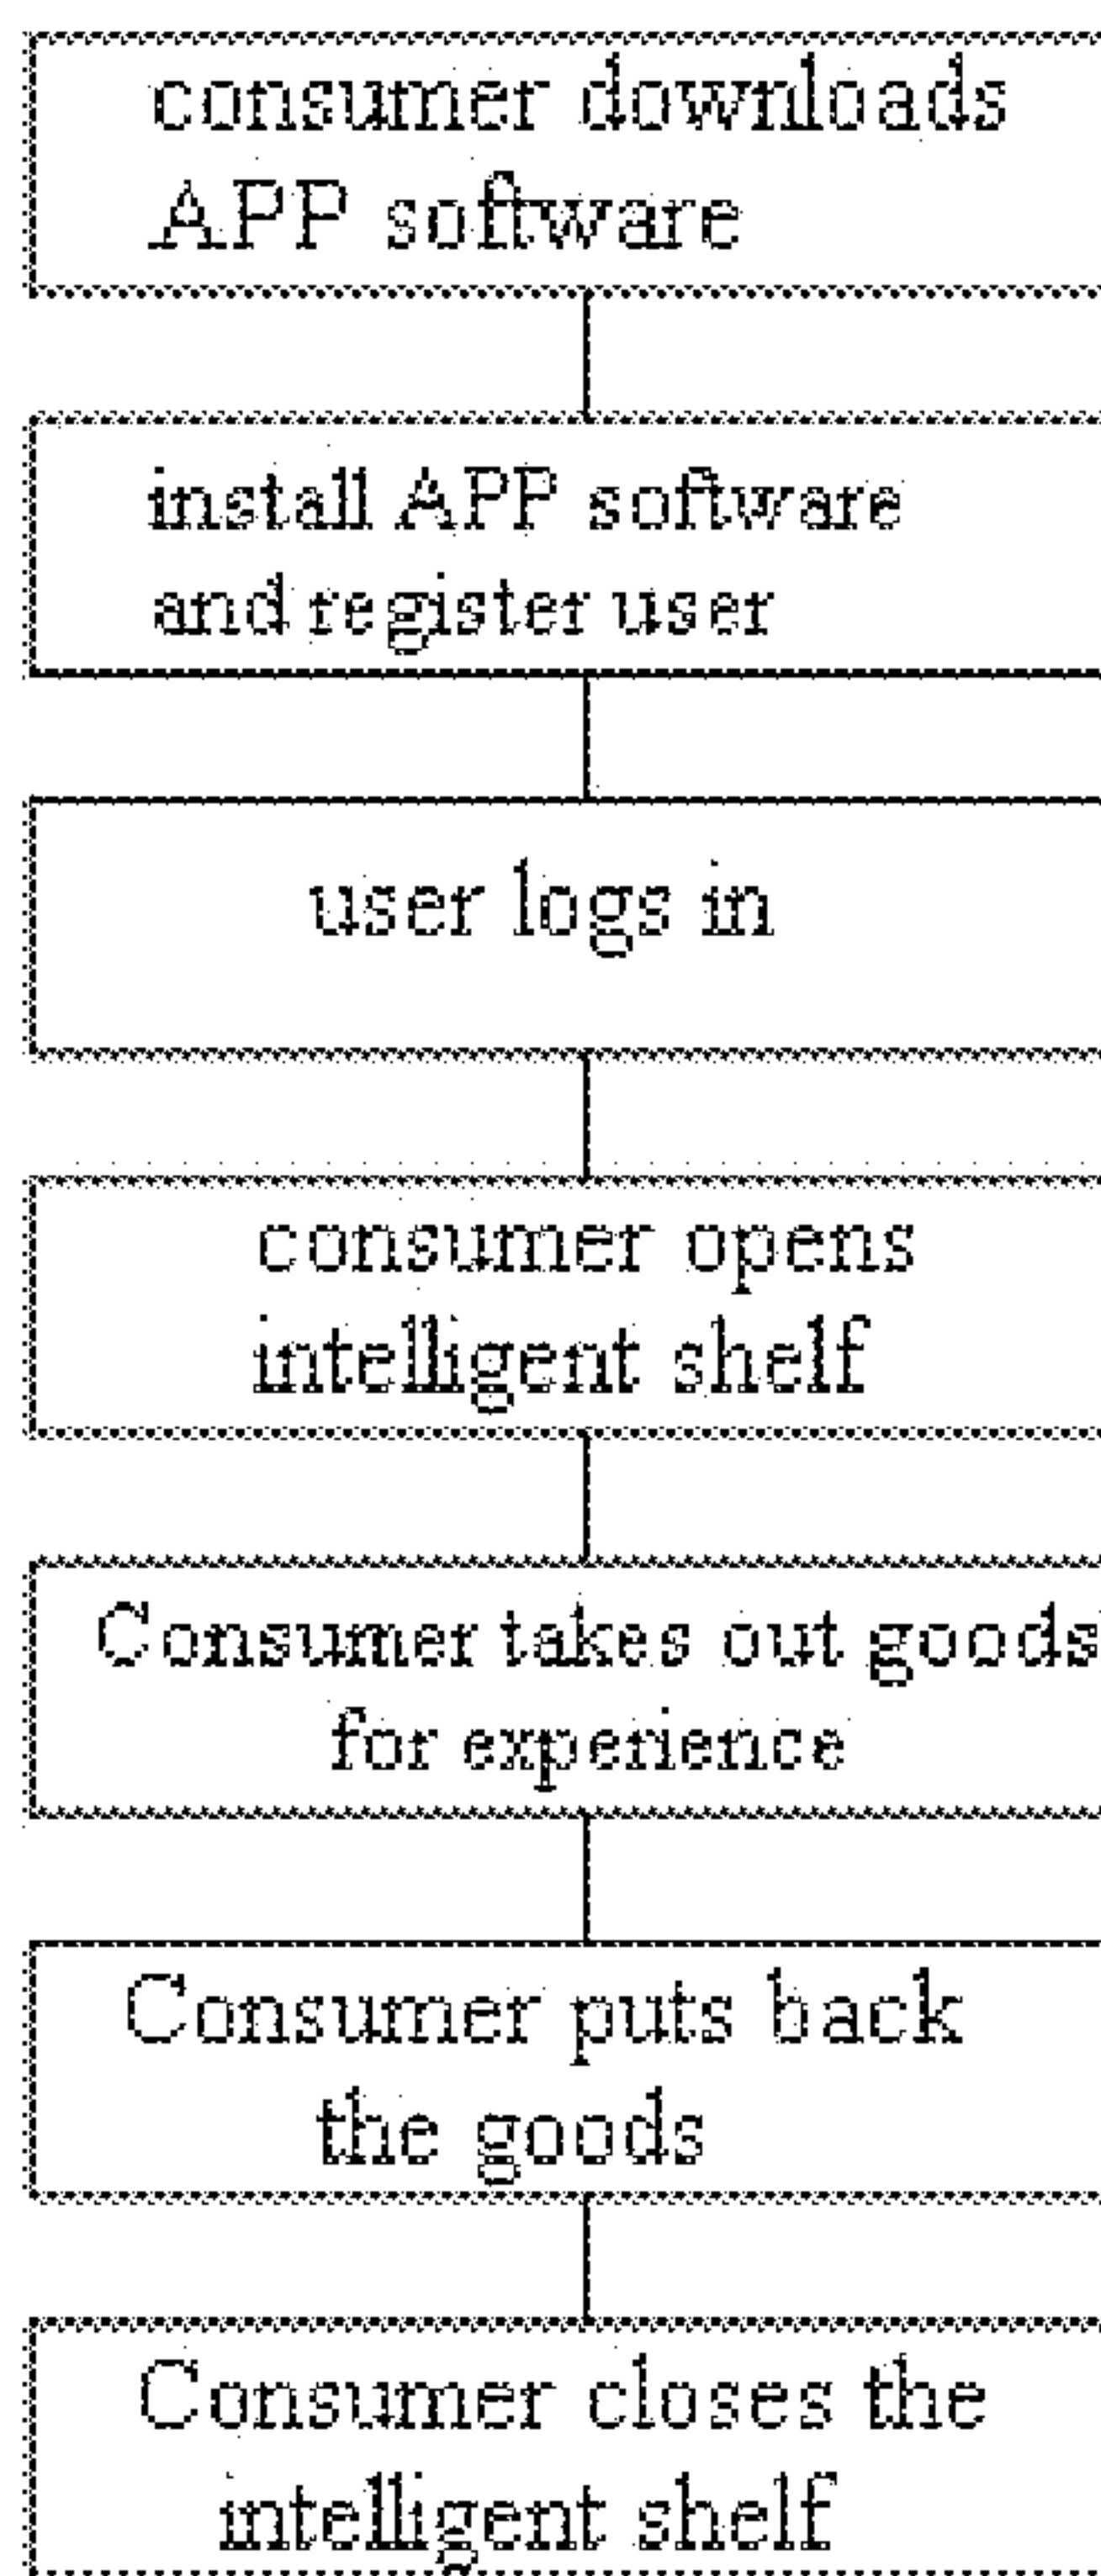 consumer downloads
APP software
install APP software
and register user
user logs in
consumer opens
intelligent shelf
Consumer takes out goods
for experience
Consumer puts back
the goods
Consumer closes the
intelligent shelf